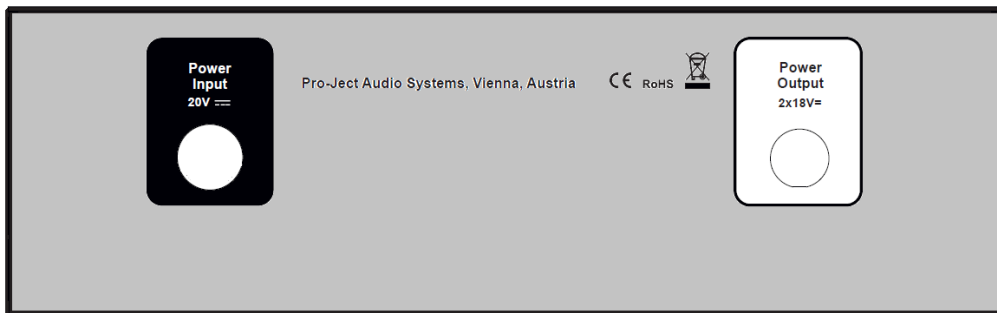 Power
Input
20V ⎓
Pro-Ject Audio Systems, Vienna, Austria
CE RoHS
Power
Output
2x18V=